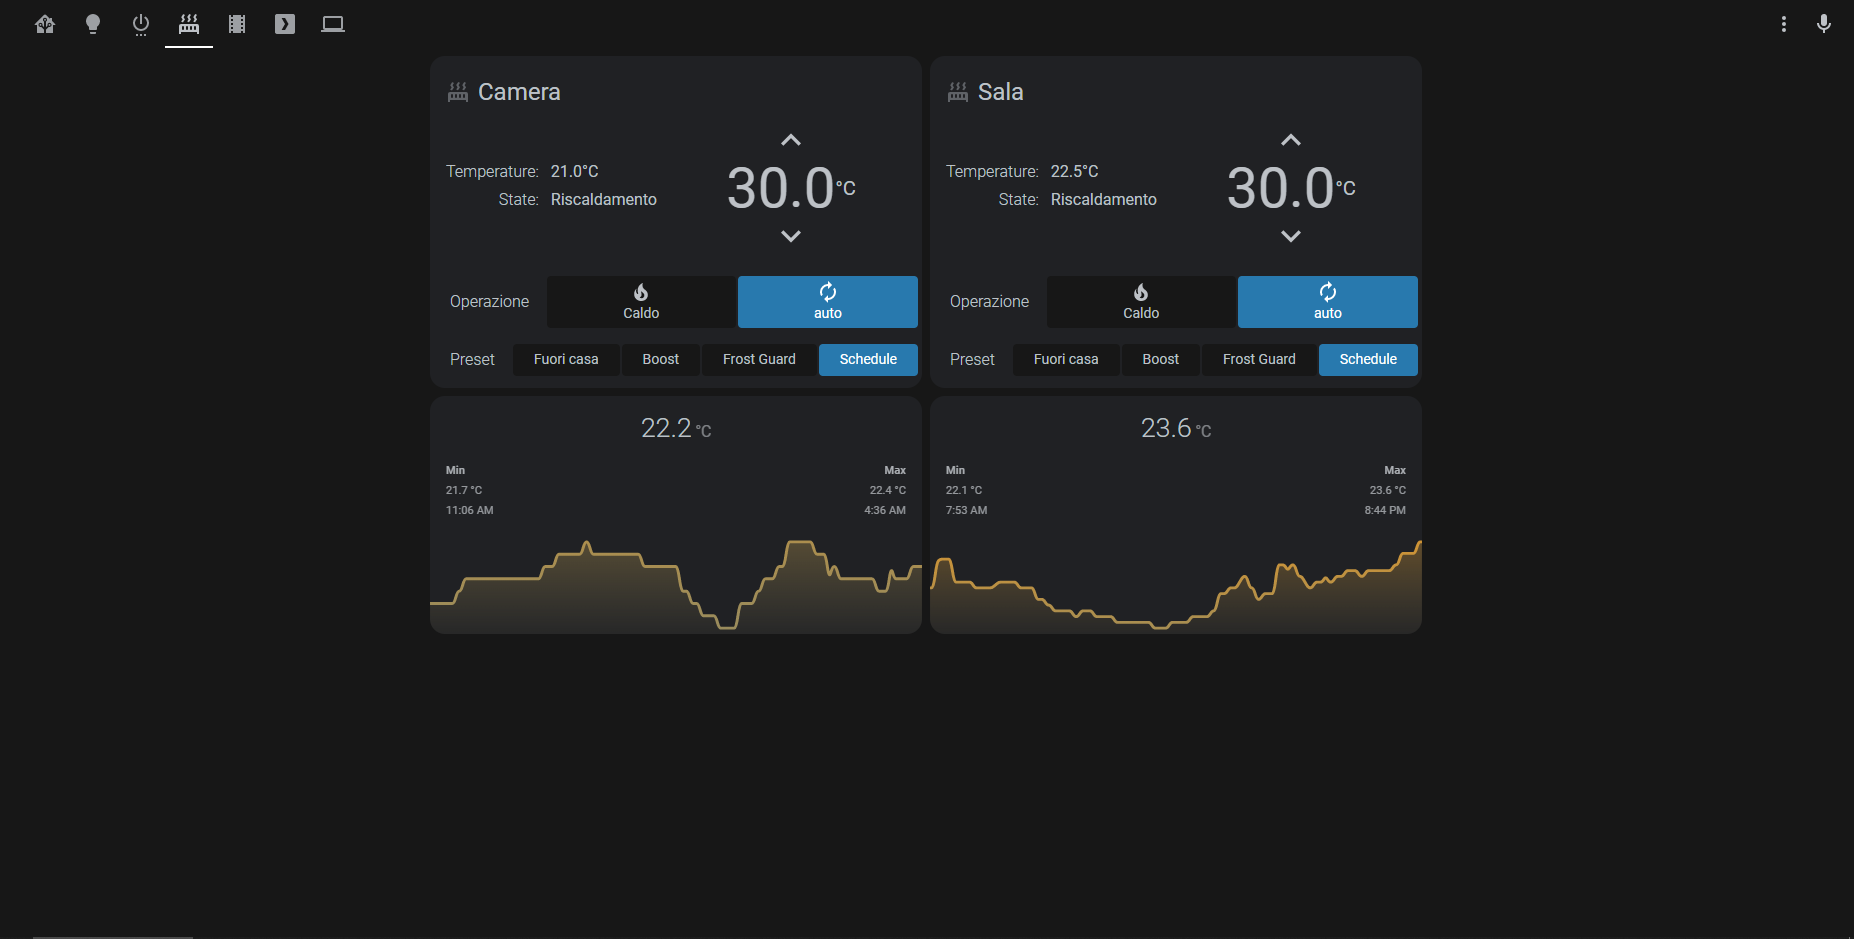 Camera
Temperature: 21.0°C
State: Riscaldamento
30.0°C
Operazione
Caldo
auto
Preset
Fuori casa
Boost
Frost Guard
Schedule
Sala
Temperature: 22.5°C
State: Riscaldamento
30.0°C
Operazione
Caldo
auto
Preset
Fuori casa
Boost
Frost Guard
Schedule
22.2 °C
Min
21.7 °C
11:06 AM
Max
22.4 °C
4:36 AM
23.6 °C
Min
22.1 °C
7:53 AM
Max
23.6 °C
8:44 PM